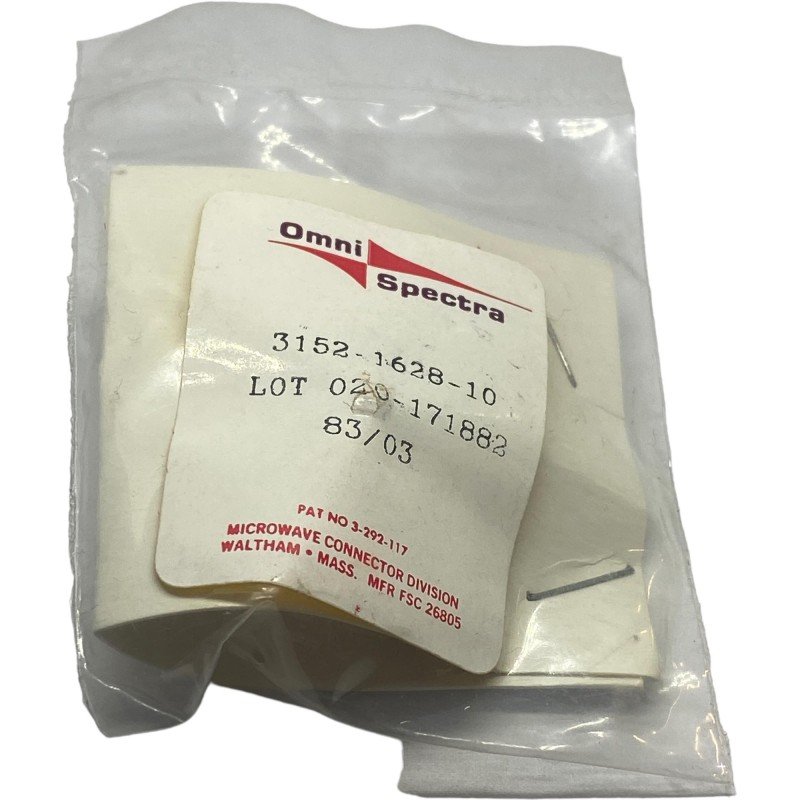 Omni
Spectra
3152-1628-10
LOT 020-171882
83/03
PAT NO 3-292-117
MICROWAVE CONNECTOR DIVISION
WALTHAM • MASS. MFR FSC 26805